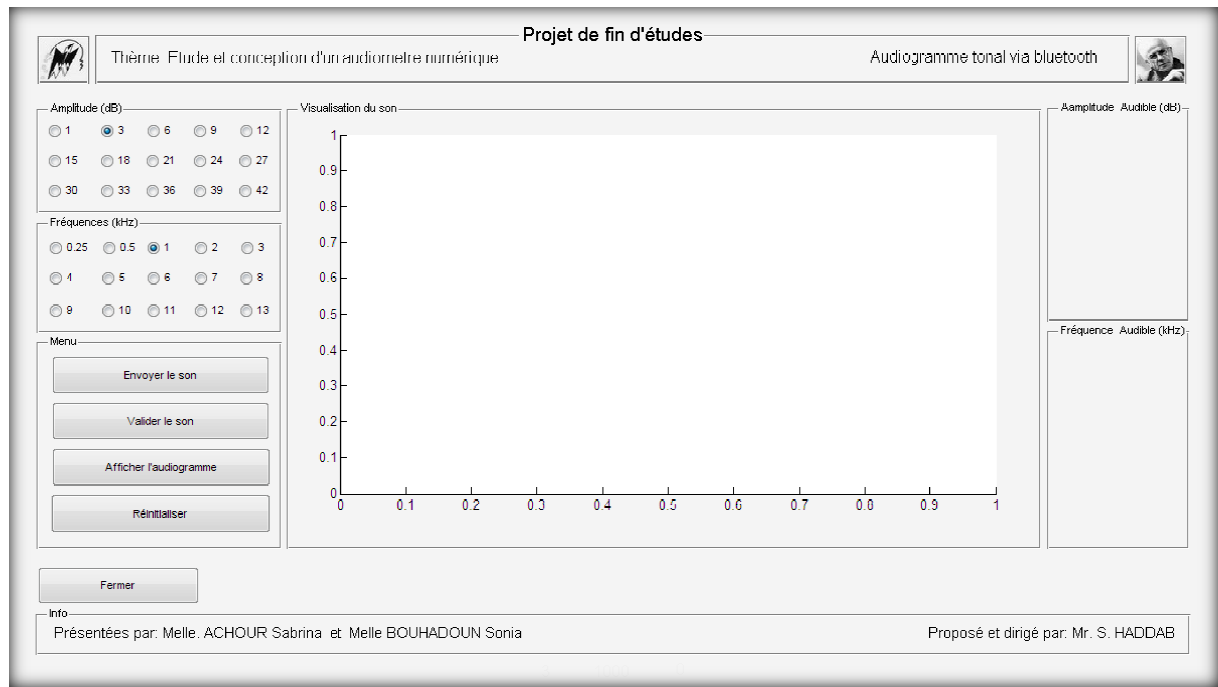 Projet de fin d'études
Thème Etude et conception d'un audiometre numérique
Audiogramme tonal via bluetooth
Amplitude (dB)
1 3 6 9 12
15 18 21 24 27
30 33 36 39 42
Fréquences (kHz)
0.25 0.5 1 2 3
4 5 6 7 8
9 10 11 12 13
Menu
Envoyer le son
Valider le son
Afficher l'audiogramme
Réinitialiser
Visualisation du son
1
0.9
0.8
0.7
0.6
0.5
0.4
0.3
0.2
0.1
0
0 0.1 0.2 0.3 0.4 0.5 0.6 0.7 0.8 0.9 1
Aamplitude Audible (dB)
Fréquence Audible (kHz)
Fermer
Info
Présentées par: Melle. ACHOUR Sabrina et Melle BOUHADOUN Sonia
Proposé et dirigé par: Mr. S. HADDAB